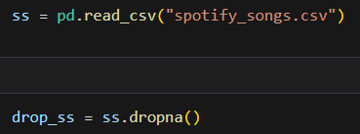 ss = pd.read_csv("spotify_songs.csv")
drop_ss = ss.dropna()